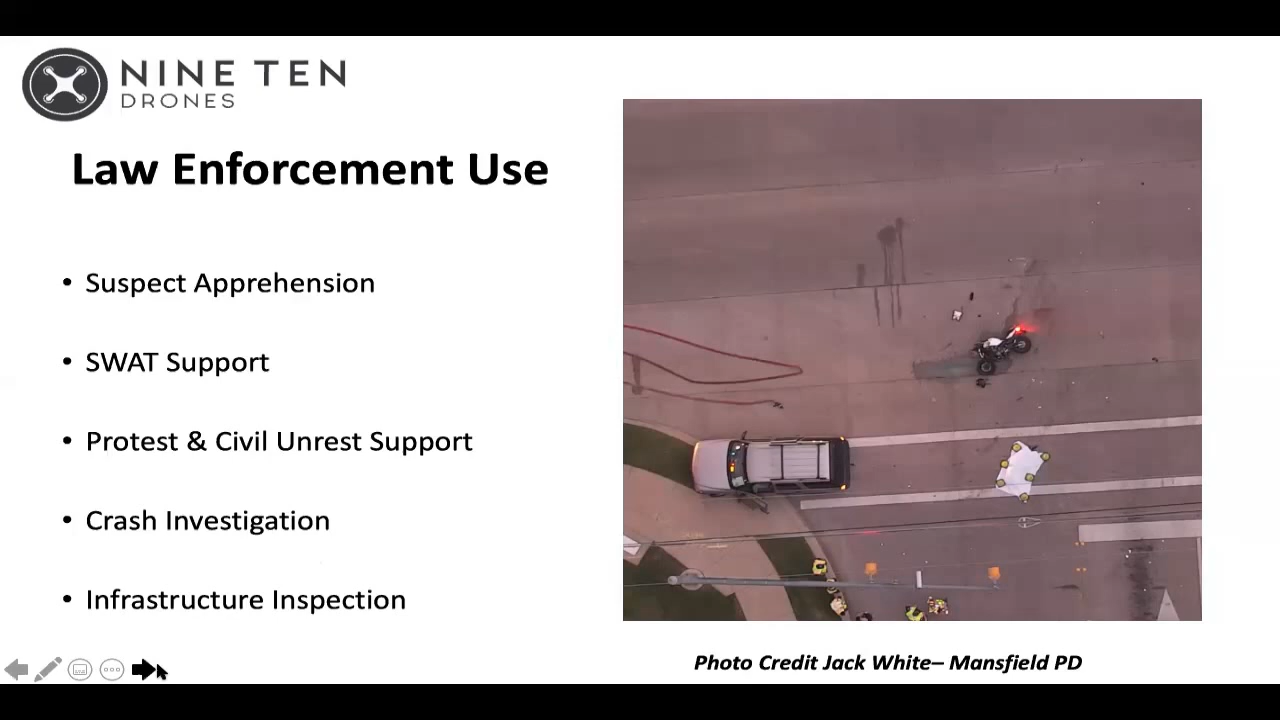 NINE TEN
DRONES
Law Enforcement Use
• Suspect Apprehension
• SWAT Support
• Protest & Civil Unrest Support
• Crash Investigation
• Infrastructure Inspection
Photo Credit Jack White– Mansfield PD